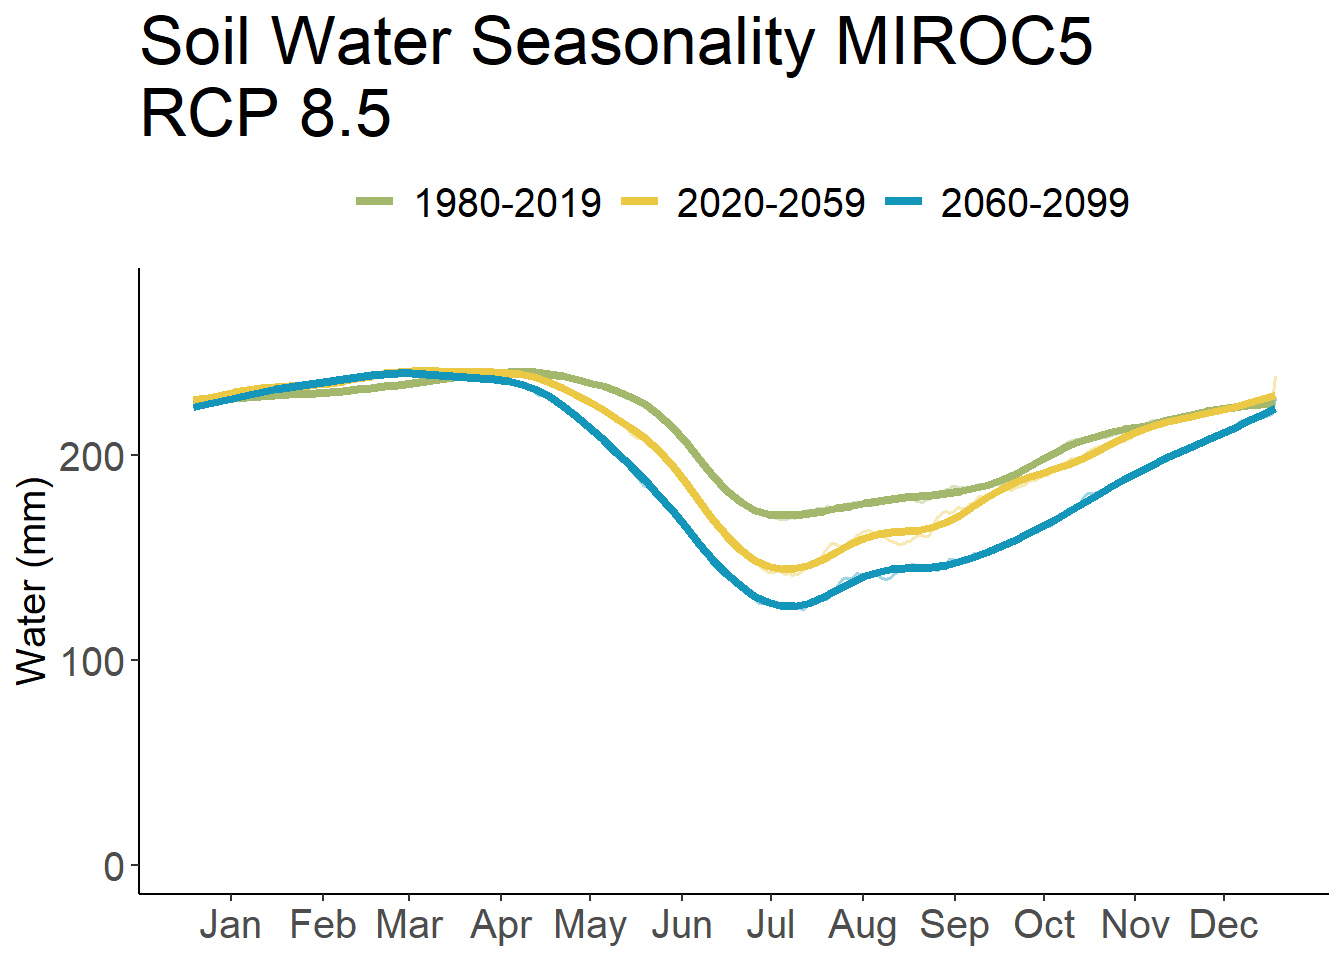 Soil Water Seasonality MIROC5
RCP 8.5
1980-2019 2020-2059 2060-2099
Water (mm)
200
100
0
Jan Feb Mar Apr May Jun Jul Aug Sep Oct Nov Dec